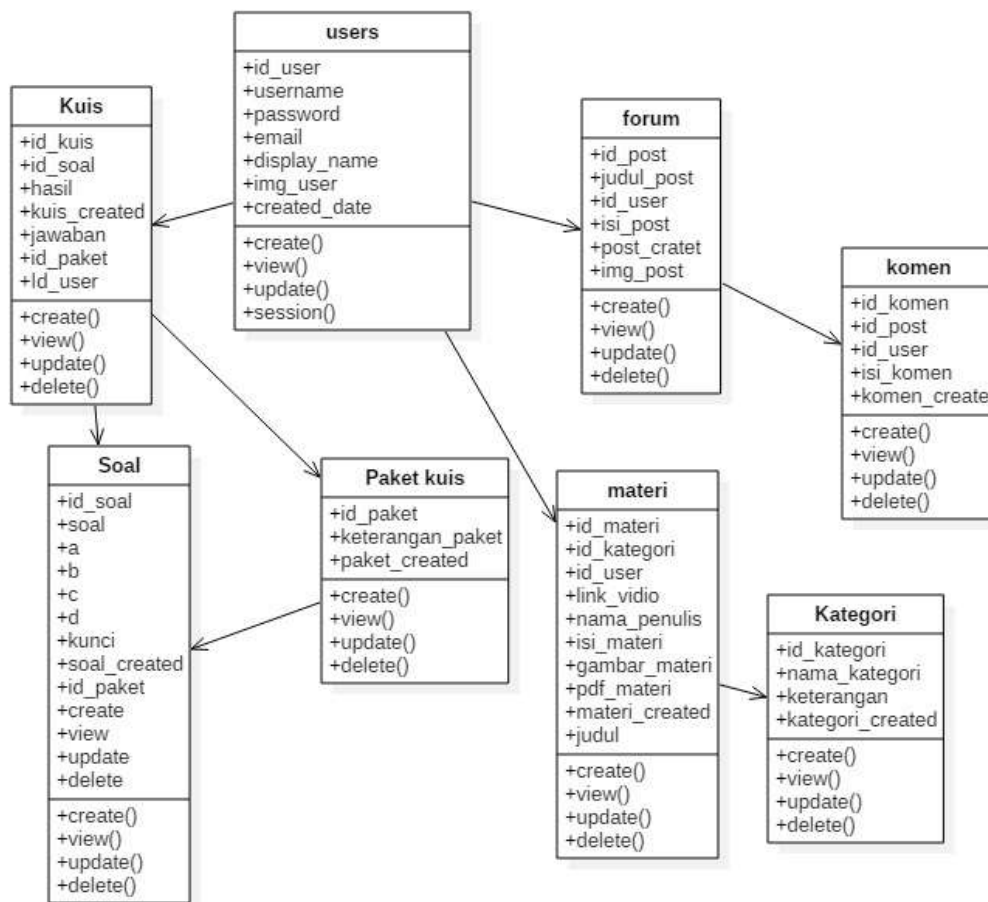 users
+id_user
+username
+password
+email
+display_name
+img_user
+created_date
+create()
+view()
+update()
+session()
Kuis
+id_kuis
+id_soal
+hasil
+kuis_created
+jawaban
+id_paket
+Id_user
+create()
+view()
+update()
+delete()
forum
+id_post
+judul_post
+id_user
+isi_post
+post_cratet
+img_post
+create()
+view()
+update()
+delete()
komen
+id_komen
+id_post
+id_user
+isi_komen
+komen_create
+create()
+view()
+update()
+delete()
Soal
+id_soal
+soal
+a
+b
+c
+d
+kunci
+soal_created
+id_paket
+create
+view
+update
+delete
+create()
+view()
+update()
+delete()
Paket kuis
+id_paket
+keterangan_paket
+paket_created
+create()
+view()
+update()
+delete()
materi
+id_materi
+id_kategori
+id_user
+link_vidio
+nama_penulis
+isi_materi
+gambar_materi
+pdf_materi
+materi_created
+judul
+create()
+view()
+update()
+delete()
Kategori
+id_kategori
+nama_kategori
+keterangan
+kategori_created
+create()
+view()
+update()
+delete()